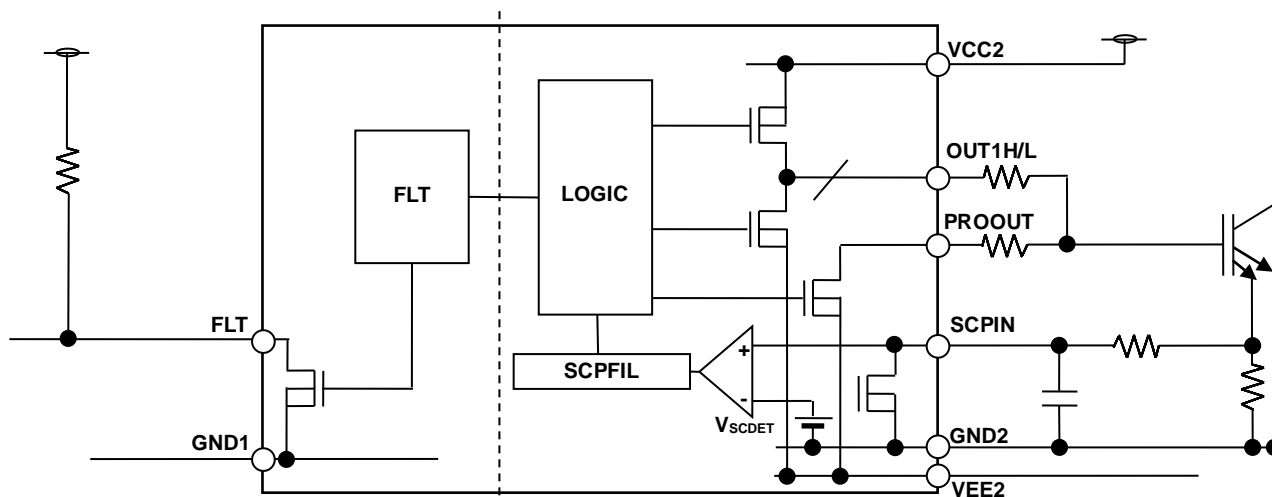 VCC2
OUT1H/L
FLT
LOGIC
PROOUT
FLT
SCPIN
+
SCPFIL
-
VSCDET
GND1
GND2
VEE2